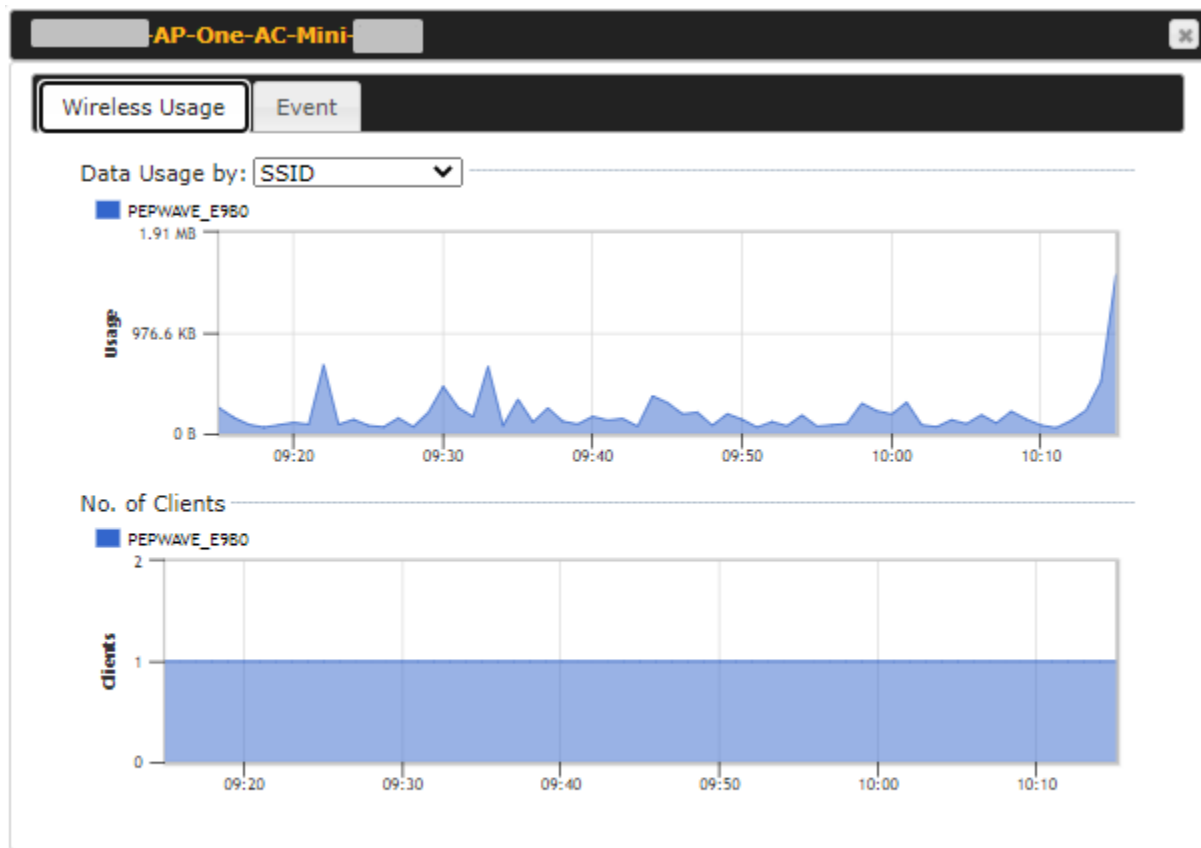 -AP-One-AC-Mini-
Wireless Usage Event
Data Usage by: SSID
PEPWAVE_E9B0
1.91 MB
Usage
976.6 KB
0 B
09:20 09:30 09:40 09:50 10:00 10:10
No. of Clients
PEPWAVE_E9B0
2
clients
1
0
09:20 09:30 09:40 09:50 10:00 10:10